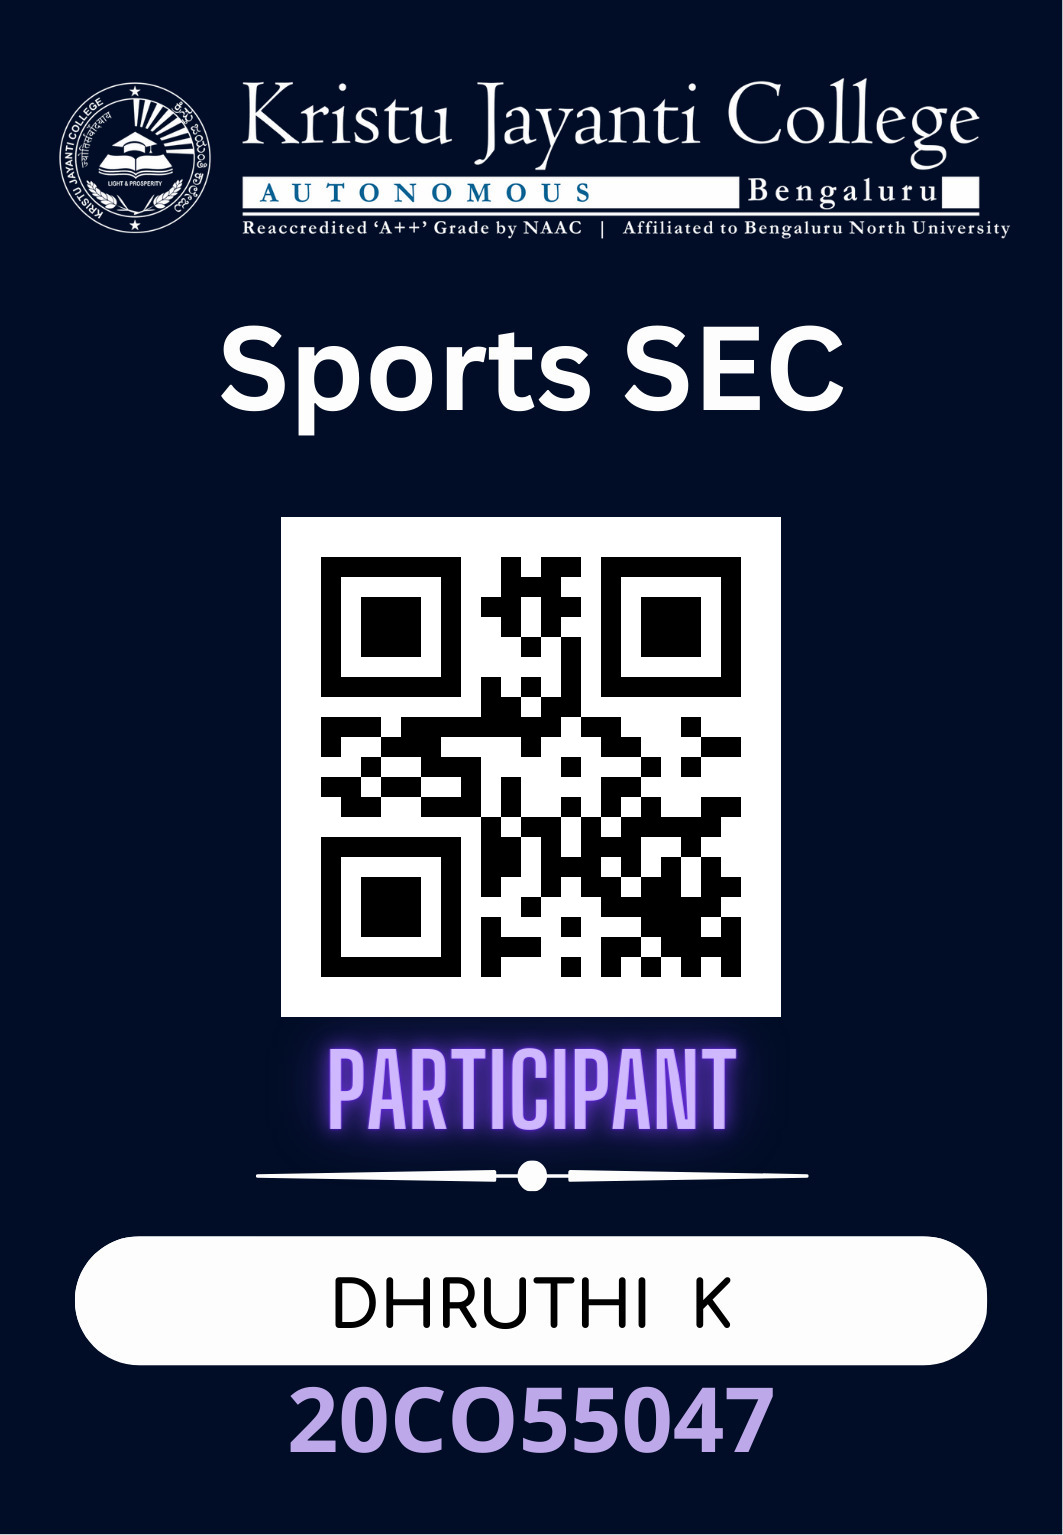 Kristu Jayanti College
AUTONOMOUS Bengaluru
Reaccredited ‘A++’ Grade by NAAC | Affiliated to Bengaluru North University
KRISTU JAYANTI COLLEGE
LIGHT & PROSPERITY
Sports SEC
PARTICIPANT
DHRUTHI K
20CO55047